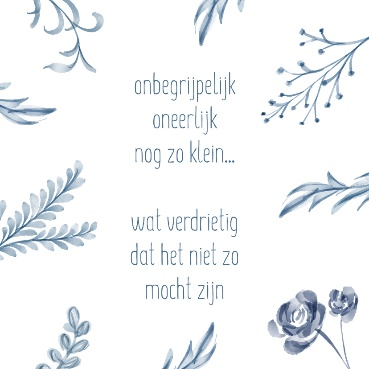 onbegrijpelijk
oneerlijk
nog zo klein...
wat verdrietig
dat het niet zo
mocht zijn